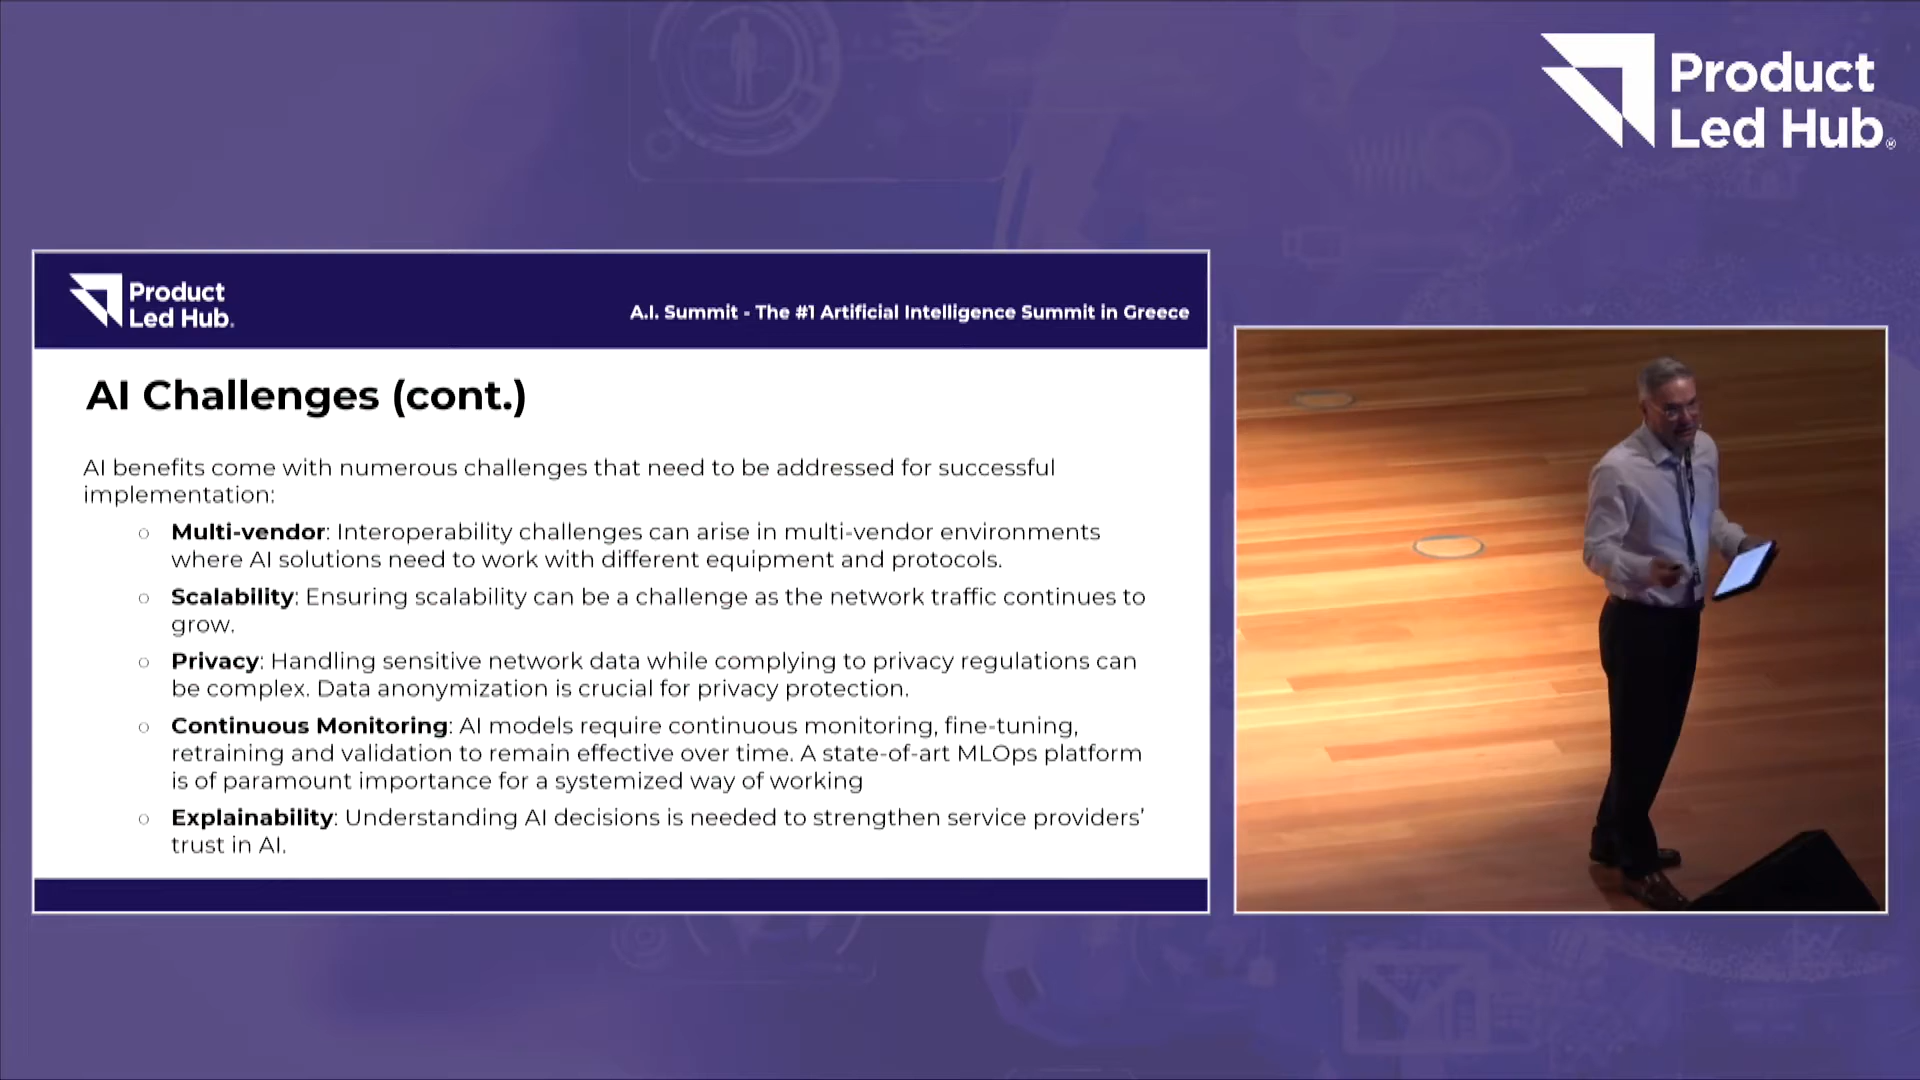 Product
Led Hub®
Product
Led Hub.
A.I. Summit - The #1 Artificial Intelligence Summit in Greece
AI Challenges (cont.)
AI benefits come with numerous challenges that need to be addressed for successful
implementation:
○ Multi-vendor: Interoperability challenges can arise in multi-vendor environments
where AI solutions need to work with different equipment and protocols.
○ Scalability: Ensuring scalability can be a challenge as the network traffic continues to
grow.
○ Privacy: Handling sensitive network data while complying to privacy regulations can
be complex. Data anonymization is crucial for privacy protection.
○ Continuous Monitoring: AI models require continuous monitoring, fine-tuning,
retraining and validation to remain effective over time. A state-of-art MLOps platform
is of paramount importance for a systemized way of working
○ Explainability: Understanding AI decisions is needed to strengthen service providers’
trust in AI.